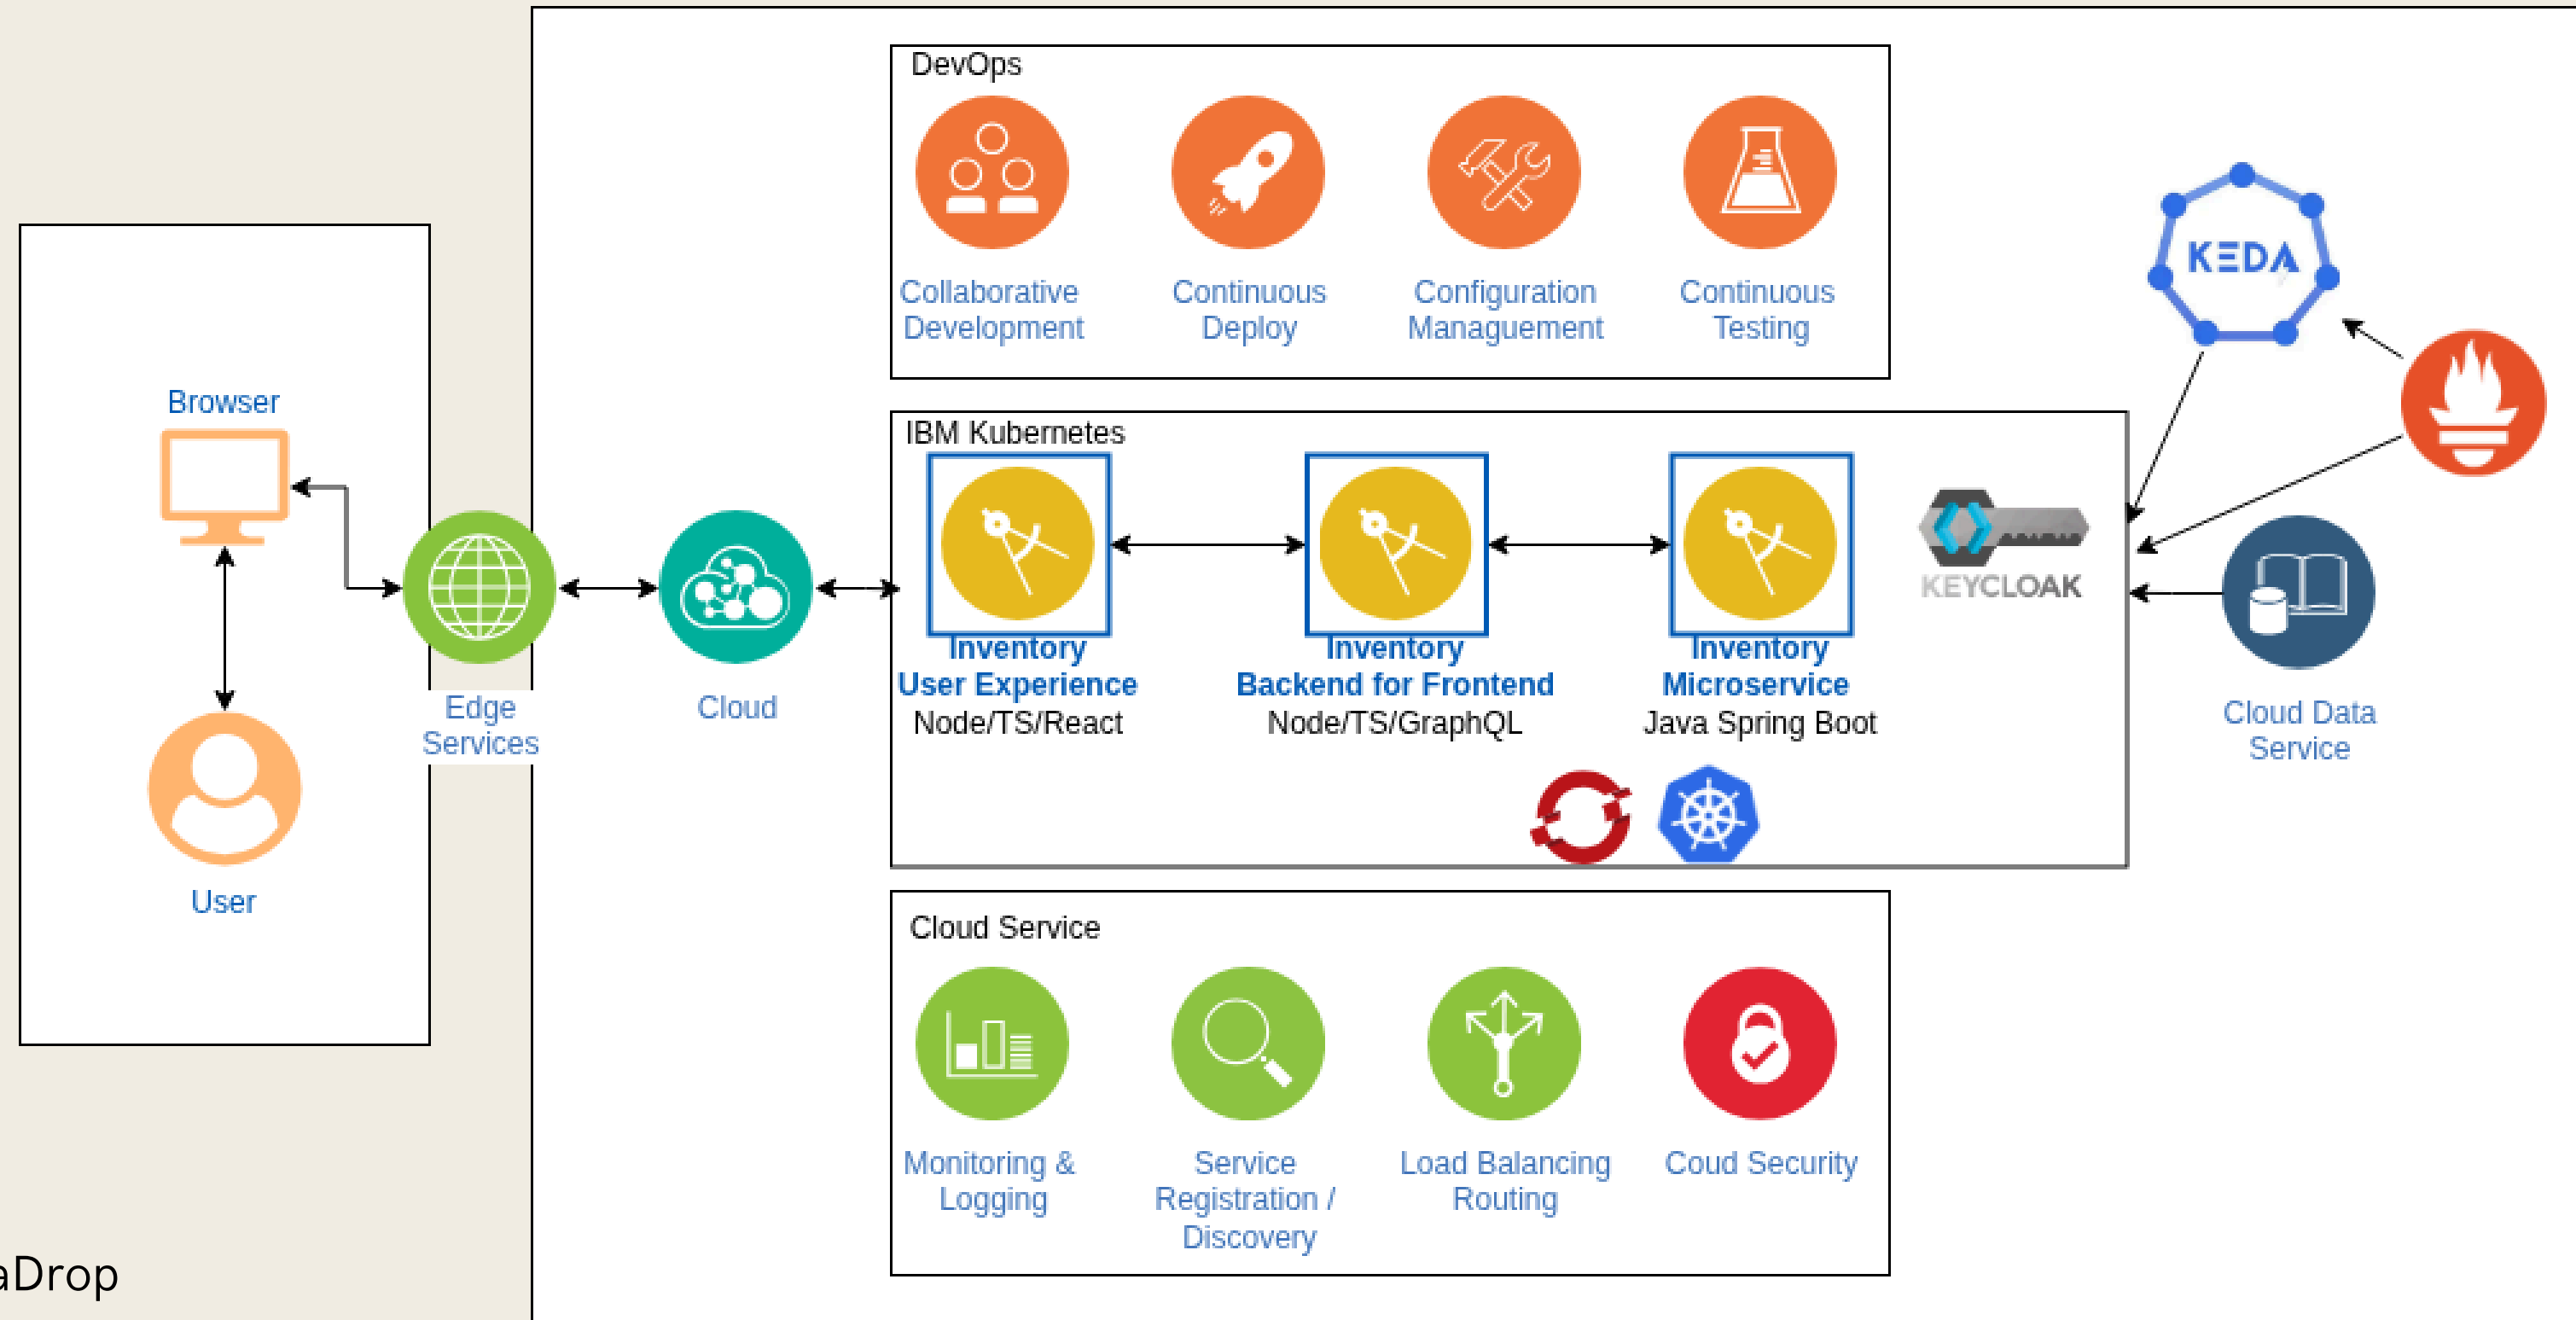 DevOps
Collaborative
Development
Continuous
Deploy
Configuration
Managuement
Continuous
Testing
KEDA
Browser
User
Edge
Services
Cloud
IBM Kubernetes
Inventory
User Experience
Node/TS/React
Inventory
Backend for Frontend
Node/TS/GraphQL
Inventory
Microservice
Java Spring Boot
KEYCLOAK
Cloud Data
Service
Cloud Service
Monitoring &
Logging
Service
Registration /
Discovery
Load Balancing
Routing
Coud Security
aDrop